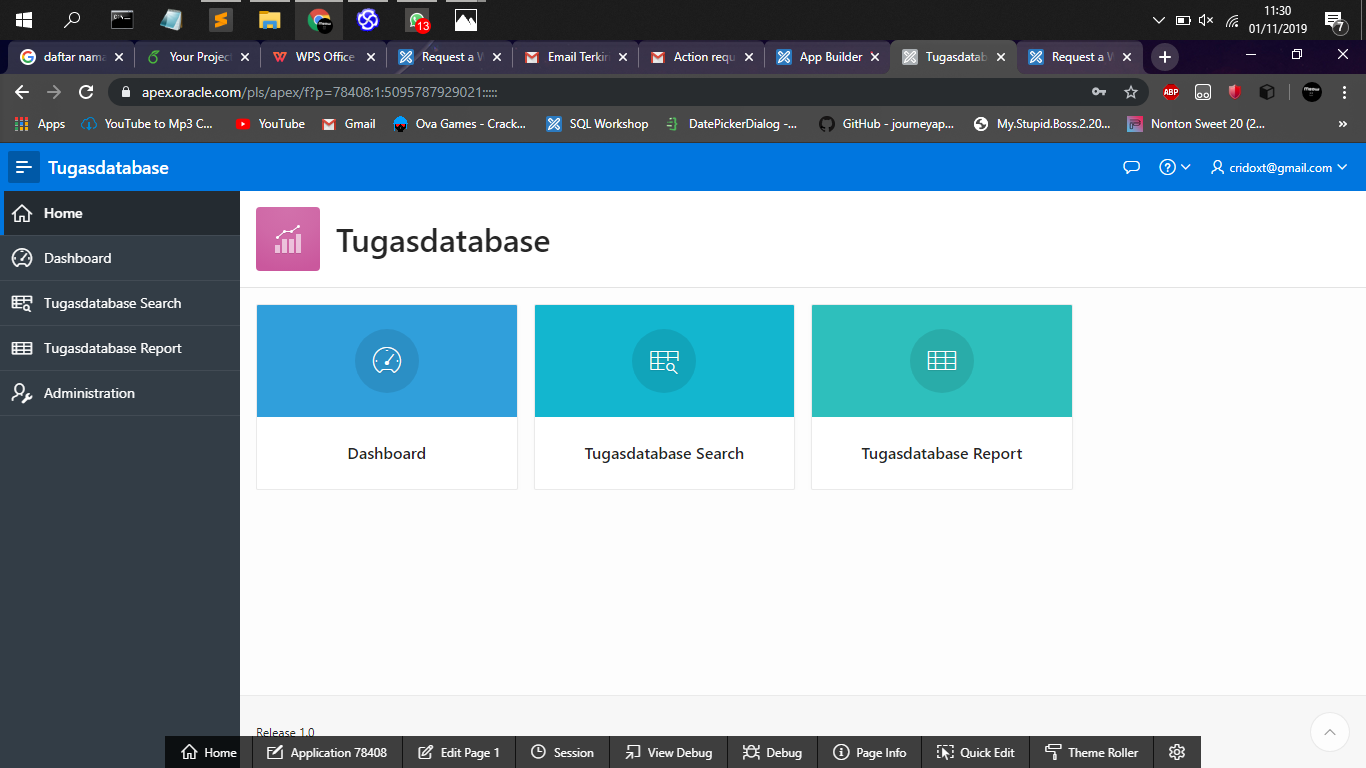 13
11:30
01/11/2019
7
daftar nama
Your Projec
WPS Office
Request a W
Email Terkin
Action requ
App Builder
Tugasdatab
Request a W
apex.oracle.com/pls/apex/f?p=78408:1:5095787929021:::::
ABP
Apps
YouTube to Mp3 C...
YouTube
Gmail
Ova Games - Crack...
SQL Workshop
DatePickerDialog -...
GitHub - journeyap...
My.Stupid.Boss.2.20...
Nonton Sweet 20 (2...
»
Tugasdatabase
cridoxt@gmail.com
Home
Dashboard
Tugasdatabase Search
Tugasdatabase Report
Administration
Tugasdatabase
Dashboard
Tugasdatabase Search
Tugasdatabase Report
Release 1.0
Home
Application 78408
Edit Page 1
Session
View Debug
Debug
Page Info
Quick Edit
Theme Roller